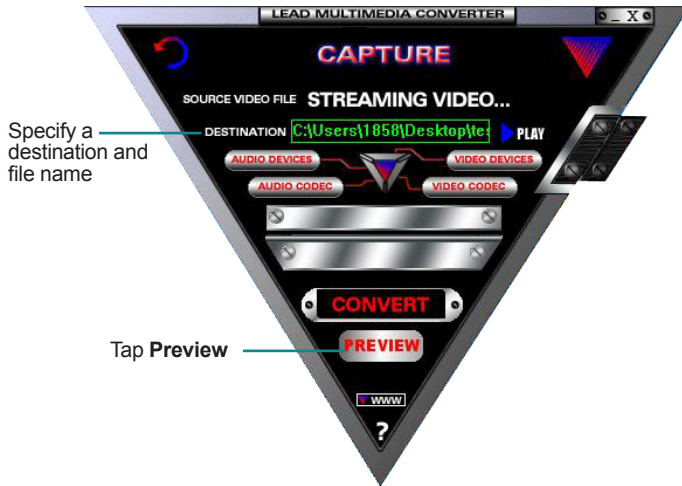 LEAD MULTIMEDIA CONVERTER
_ X
CAPTURE
SOURCE VIDEO FILE STREAMING VIDEO...
DESTINATION C:\Users\1858\Desktop\tes PLAY
Specify a
destination and
file name
AUDIO DEVICES VIDEO DEVICES
AUDIO CODEC VIDEO CODEC
CONVERT
Tap Preview
PREVIEW
WWW
?